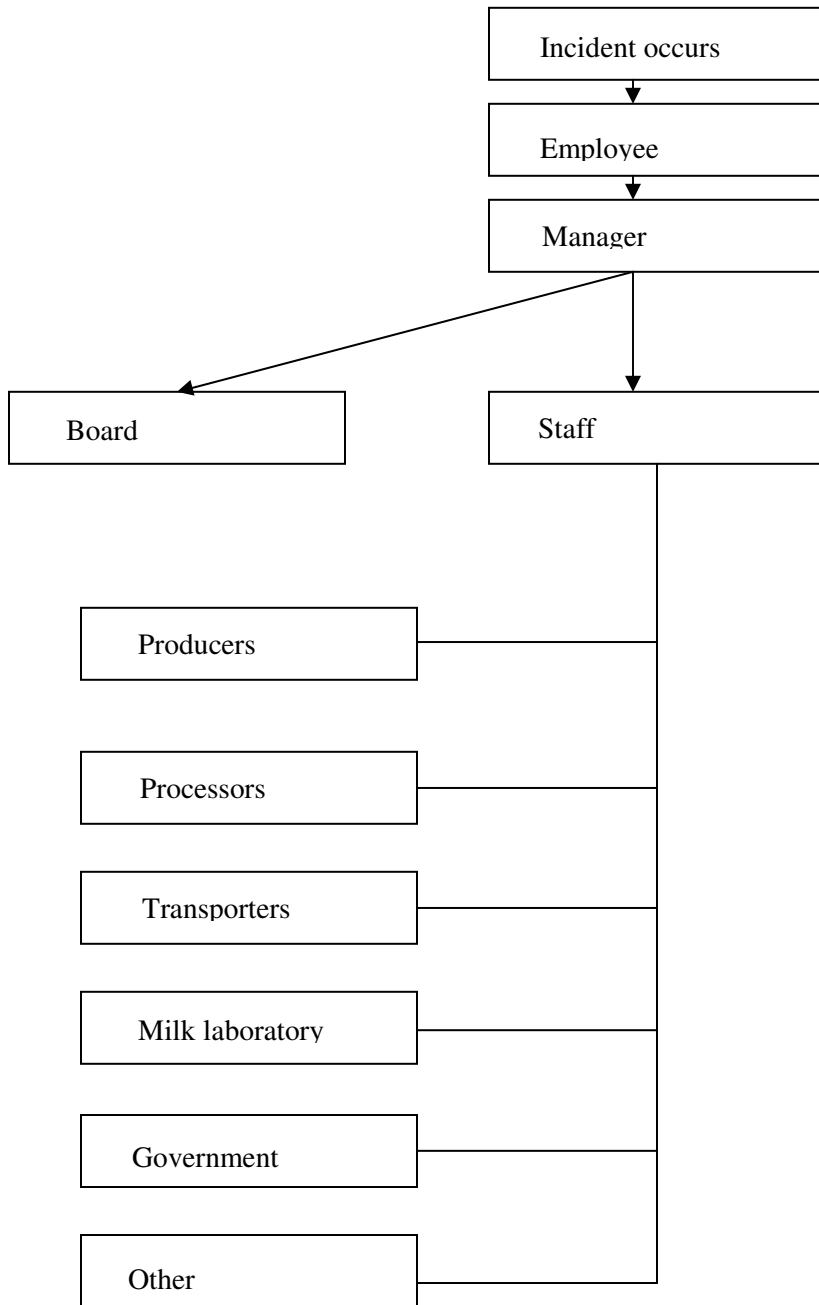 Incident occurs
Employee
Manager
Board
Staff
Producers
Processors
Transporters
Milk laboratory
Government
Other